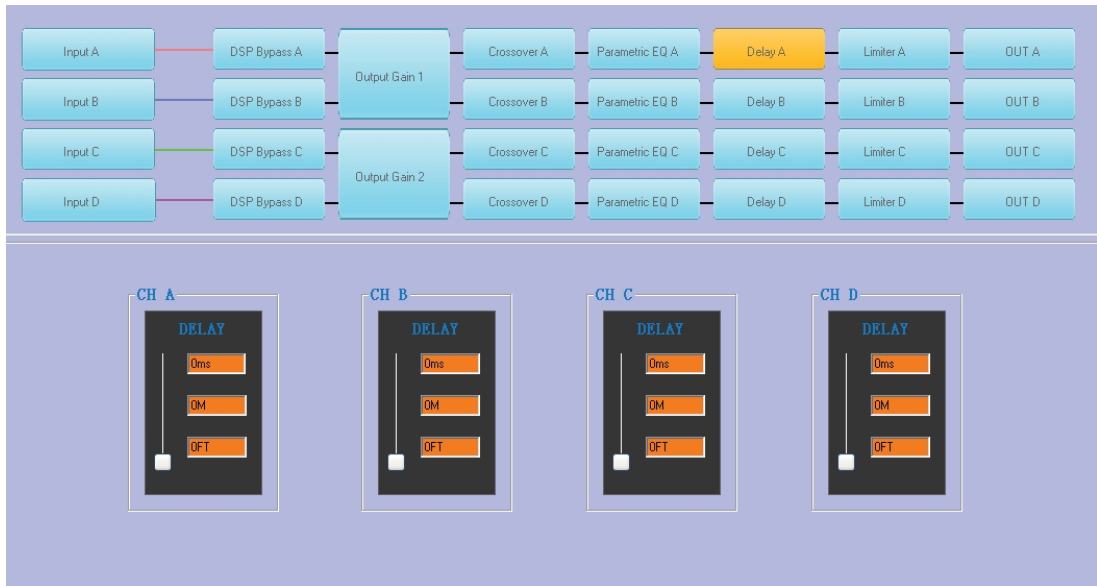 Input A DSP Bypass A Output Gain 1 Crossover A Parametric EQ A Delay A Limiter A OUT A
Input B DSP Bypass B Crossover B Parametric EQ B Delay B Limiter B OUT B
Input C DSP Bypass C Output Gain 2 Crossover C Parametric EQ C Delay C Limiter C OUT C
Input D DSP Bypass D Crossover D Parametric EQ D Delay D Limiter D OUT D
CH A CH B CH C CH D
DELAY DELAY DELAY DELAY
0ms 0ms 0ms 0ms
0M 0M 0M 0M
0FT 0FT 0FT 0FT